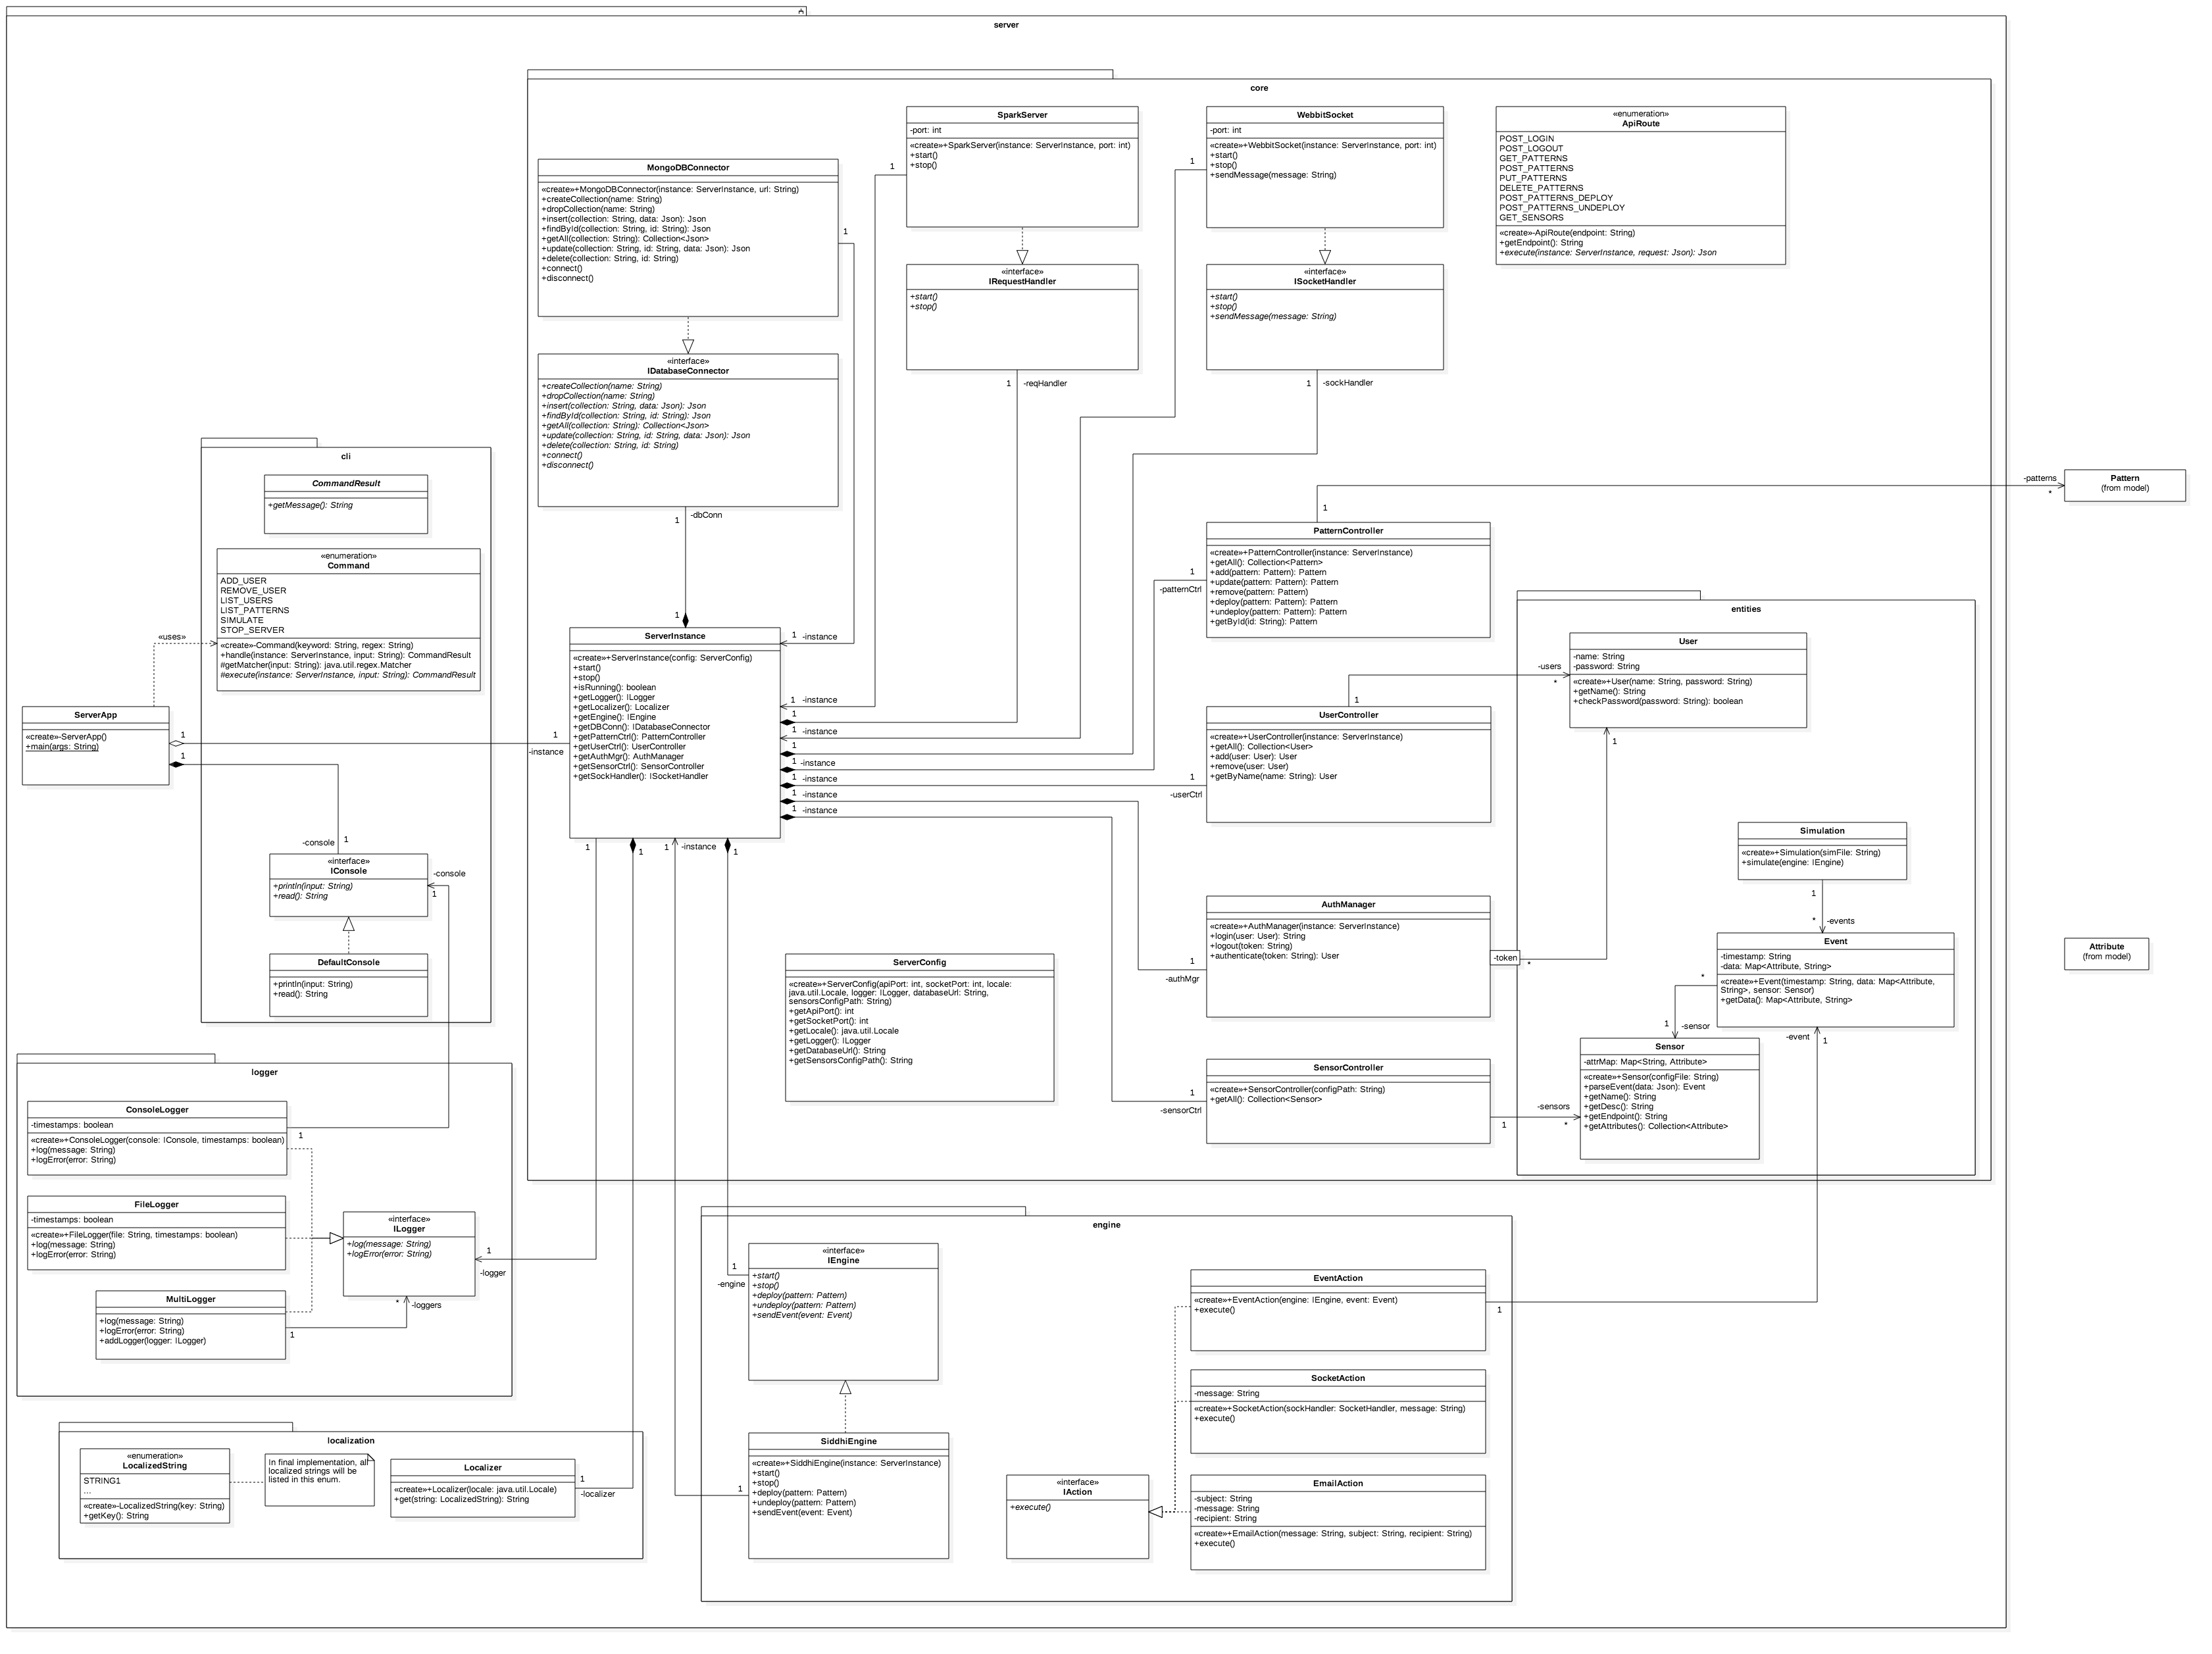 server
core
SparkServer
-port: int
«create»+SparkServer(instance: ServerInstance, port: int)
+start()
+stop()
WebbitSocket
-port: int
«create»+WebbitSocket(instance: ServerInstance, port: int)
+start()
+stop()
+sendMessage(message: String)
«enumeration»
ApiRoute
POST_LOGIN
POST_LOGOUT
GET_PATTERNS
POST_PATTERNS
PUT_PATTERNS
DELETE_PATTERNS
POST_PATTERNS_DEPLOY
POST_PATTERNS_UNDEPLOY
GET_SENSORS
«create»-ApiRoute(endpoint: String)
+getEndpoint(): String
+execute(instance: ServerInstance, request: Json): Json
MongoDBConnector
«create»+MongoDBConnector(instance: ServerInstance, url: String)
+createCollection(name: String)
+dropCollection(name: String)
+insert(collection: String, data: Json): Json
+findById(collection: String, id: String): Json
+getAll(collection: String): Collection<Json>
+update(collection: String, id: String, data: Json): Json
+delete(collection: String, id: String)
+connect()
+disconnect()
1
1
1
«interface»
IRequestHandler
+start()
+stop()
1
-reqHandler
«interface»
ISocketHandler
+start()
+stop()
+sendMessage(message: String)
1
-sockHandler
«interface»
IDatabaseConnector
+createCollection(name: String)
+dropCollection(name: String)
+insert(collection: String, data: Json): Json
+findById(collection: String, id: String): Json
+getAll(collection: String): Collection<Json>
+update(collection: String, id: String, data: Json): Json
+delete(collection: String, id: String)
+connect()
+disconnect()
1
-dbConn
1
cli
CommandResult
+getMessage(): String
«enumeration»
Command
ADD_USER
REMOVE_USER
LIST_USERS
LIST_PATTERNS
SIMULATE
STOP_SERVER
«create»-Command(keyword: String, regex: String)
+handle(instance: ServerInstance, input: String): CommandResult
#getMatcher(input: String): java.util.regex.Matcher
#execute(instance: ServerInstance, input: String): CommandResult
«uses»
-patterns
*
1
Pattern
(from model)
PatternController
«create»+PatternController(instance: ServerInstance)
+getAll(): Collection<Pattern>
+add(pattern: Pattern): Pattern
+update(pattern: Pattern): Pattern
+remove(pattern: Pattern)
+deploy(pattern: Pattern): Pattern
+undeploy(pattern: Pattern): Pattern
+getById(id: String): Pattern
1
-patternCtrl
entities
User
-name: String
-password: String
«create»+User(name: String, password: String)
+getName(): String
+checkPassword(password: String): boolean
-users
*
1
1
ServerInstance
«create»+ServerInstance(config: ServerConfig)
+start()
+stop()
+isRunning(): boolean
+getLogger(): ILogger
+getLocalizer(): Localizer
+getEngine(): IEngine
+getDBConn(): IDatabaseConnector
+getPatternCtrl(): PatternController
+getUserCtrl(): UserController
+getAuthMgr(): AuthManager
+getSensorCtrl(): SensorController
+getSockHandler(): ISocketHandler
1 -instance
1 -instance
1
1 -instance
1
1 -instance
1 -instance
1 -instance
1 -instance
ServerApp
«create»-ServerApp()
+main(args: String)
1
1
1
-instance
UserController
«create»+UserController(instance: ServerInstance)
+getAll(): Collection<User>
+add(user: User): User
+remove(user: User)
+getByName(name: String): User
1
-userCtrl
Simulation
«create»+Simulation(simFile: String)
+simulate(engine: IEngine)
1
*
-events
-console
1
«interface»
IConsole
+println(input: String)
+read(): String
-console
1
DefaultConsole
+println(input: String)
+read(): String
1
1
1
-instance
1
AuthManager
«create»+AuthManager(instance: ServerInstance)
+login(user: User): String
+logout(token: String)
+authenticate(token: String): User
1
-authMgr
-token
*
Event
-timestamp: String
-data: Map<Attribute, String>
«create»+Event(timestamp: String, data: Map<Attribute,
String>, sensor: Sensor)
+getData(): Map<Attribute, String>
*
1
-sensor
-event
1
Attribute
(from model)
ServerConfig
«create»+ServerConfig(apiPort: int, socketPort: int, locale:
java.util.Locale, logger: ILogger, databaseUrl: String,
sensorsConfigPath: String)
+getApiPort(): int
+getSocketPort(): int
+getLocale(): java.util.Locale
+getLogger(): ILogger
+getDatabaseUrl(): String
+getSensorsConfigPath(): String
Sensor
-attrMap: Map<String, Attribute>
«create»+Sensor(configFile: String)
+parseEvent(data: Json): Event
+getName(): String
+getDesc(): String
+getEndpoint(): String
+getAttributes(): Collection<Attribute>
SensorController
«create»+SensorController(configPath: String)
+getAll(): Collection<Sensor>
1
-sensorCtrl
-sensors
1
*
logger
ConsoleLogger
-timestamps: boolean
«create»+ConsoleLogger(console: IConsole, timestamps: boolean)
+log(message: String)
+logError(error: String)
1
FileLogger
-timestamps: boolean
«create»+FileLogger(file: String, timestamps: boolean)
+log(message: String)
+logError(error: String)
«interface»
ILogger
+log(message: String)
+logError(error: String)
1
-logger
MultiLogger
+log(message: String)
+logError(error: String)
+addLogger(logger: ILogger)
*
-loggers
1
engine
«interface»
IEngine
+start()
+stop()
+deploy(pattern: Pattern)
+undeploy(pattern: Pattern)
+sendEvent(event: Event)
1
-engine
EventAction
«create»+EventAction(engine: IEngine, event: Event)
+execute()
1
SocketAction
-message: String
«create»+SocketAction(sockHandler: SocketHandler, message: String)
+execute()
SiddhiEngine
«create»+SiddhiEngine(instance: ServerInstance)
+start()
+stop()
+deploy(pattern: Pattern)
+undeploy(pattern: Pattern)
+sendEvent(event: Event)
1
«interface»
IAction
+execute()
EmailAction
-subject: String
-message: String
-recipient: String
«create»+EmailAction(message: String, subject: String, recipient: String)
+execute()
localization
«enumeration»
LocalizedString
STRING1
...
«create»-LocalizedString(key: String)
+getKey(): String
In final implementation, all
localized strings will be
listed in this enum.
Localizer
«create»+Localizer(locale: java.util.Locale)
+get(string: LocalizedString): String
1
-localizer